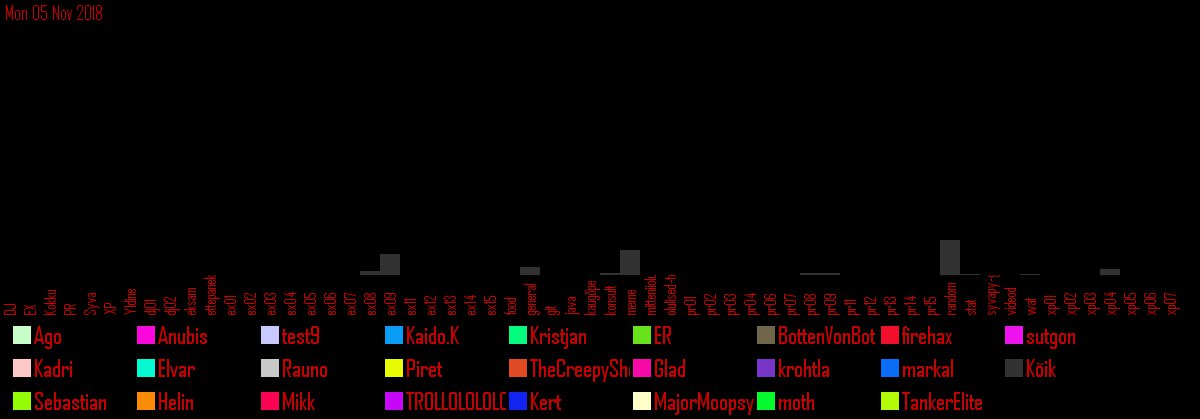 Mon 05 Nov 2018
DJ
EX
Kokku
PR
Syva
XP
Yldine
dj01
dj02
eksam
ettepanek
ex01
ex02
ex03
ex04
ex05
ex06
ex07
ex08
ex09
ex11
ex12
ex13
ex14
ex15
food
general
git
java
kaugõpe
konsult
meme
pr01
pr02
pr03
pr04
pr06
pr07
pr08
pr09
pr11
pr12
pr13
pr14
pr15
random
stat
videod
wat
xp01
xp02
xp03
xp04
xp05
xp06
xp07
Ago Anubis test9 Kaido.K Kristjan ER BottenVonBot firehax sutgon
Kadri Elvar Rauno Piret TheCreepySh Glad krohtla markal Kõik
Sebastian Helin Mikk TROLLOLOLOLO Kert MajorMoopsy moth TankerElite